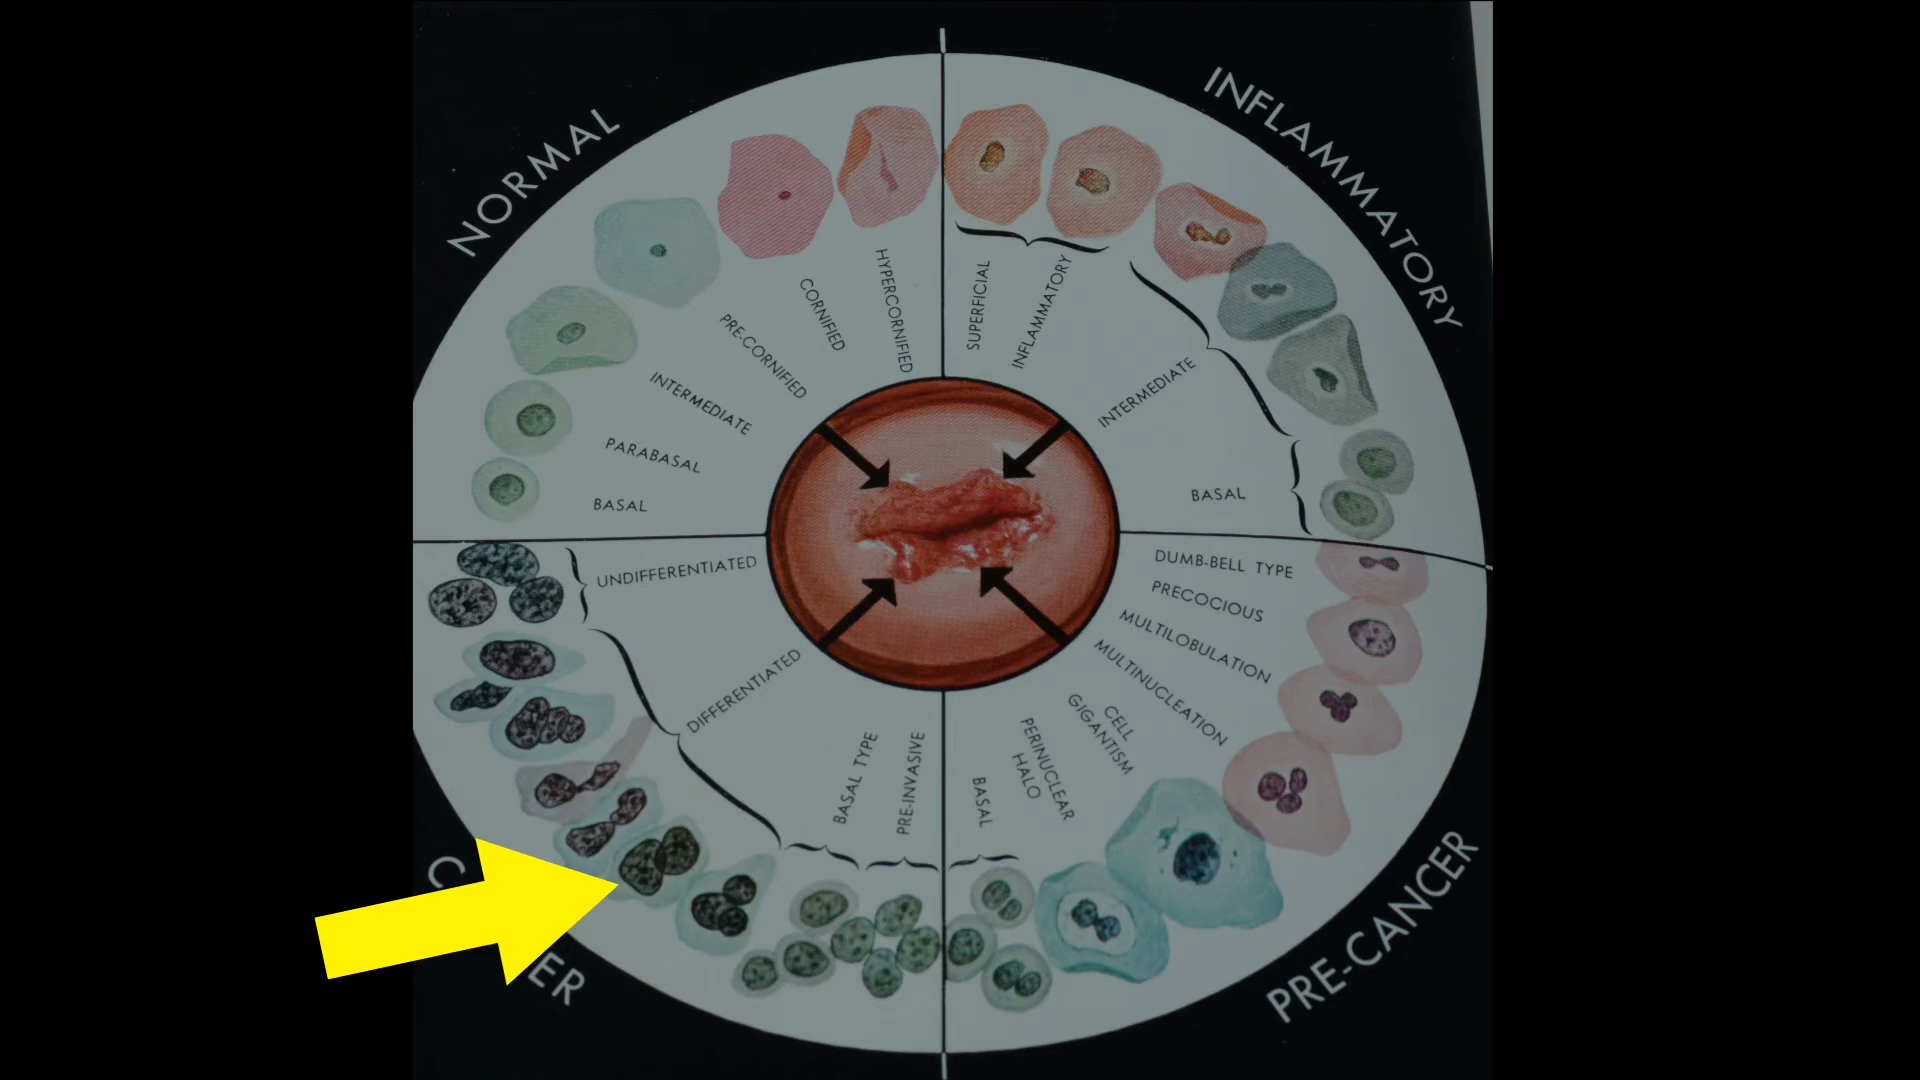 NORMAL
INFLAMMATORY
HYPERCORNIFIED
CORNIFIED
PRE-CORNIFIED
INTERMEDIATE
PARABASAL
BASAL
SUPERFICIAL
INFLAMMATORY
INTERMEDIATE
BASAL
UNDIFFERENTIATED
DIFFERENTIATED
BASAL TYPE
PRE-INVASIVE
DUMB-BELL TYPE
PRECOCIOUS
MULTILOBULATION
MULTINUCLEATION
CELL
GIGANTISM
PERINUCLEAR
HALO
BASAL
PRE-CANCER